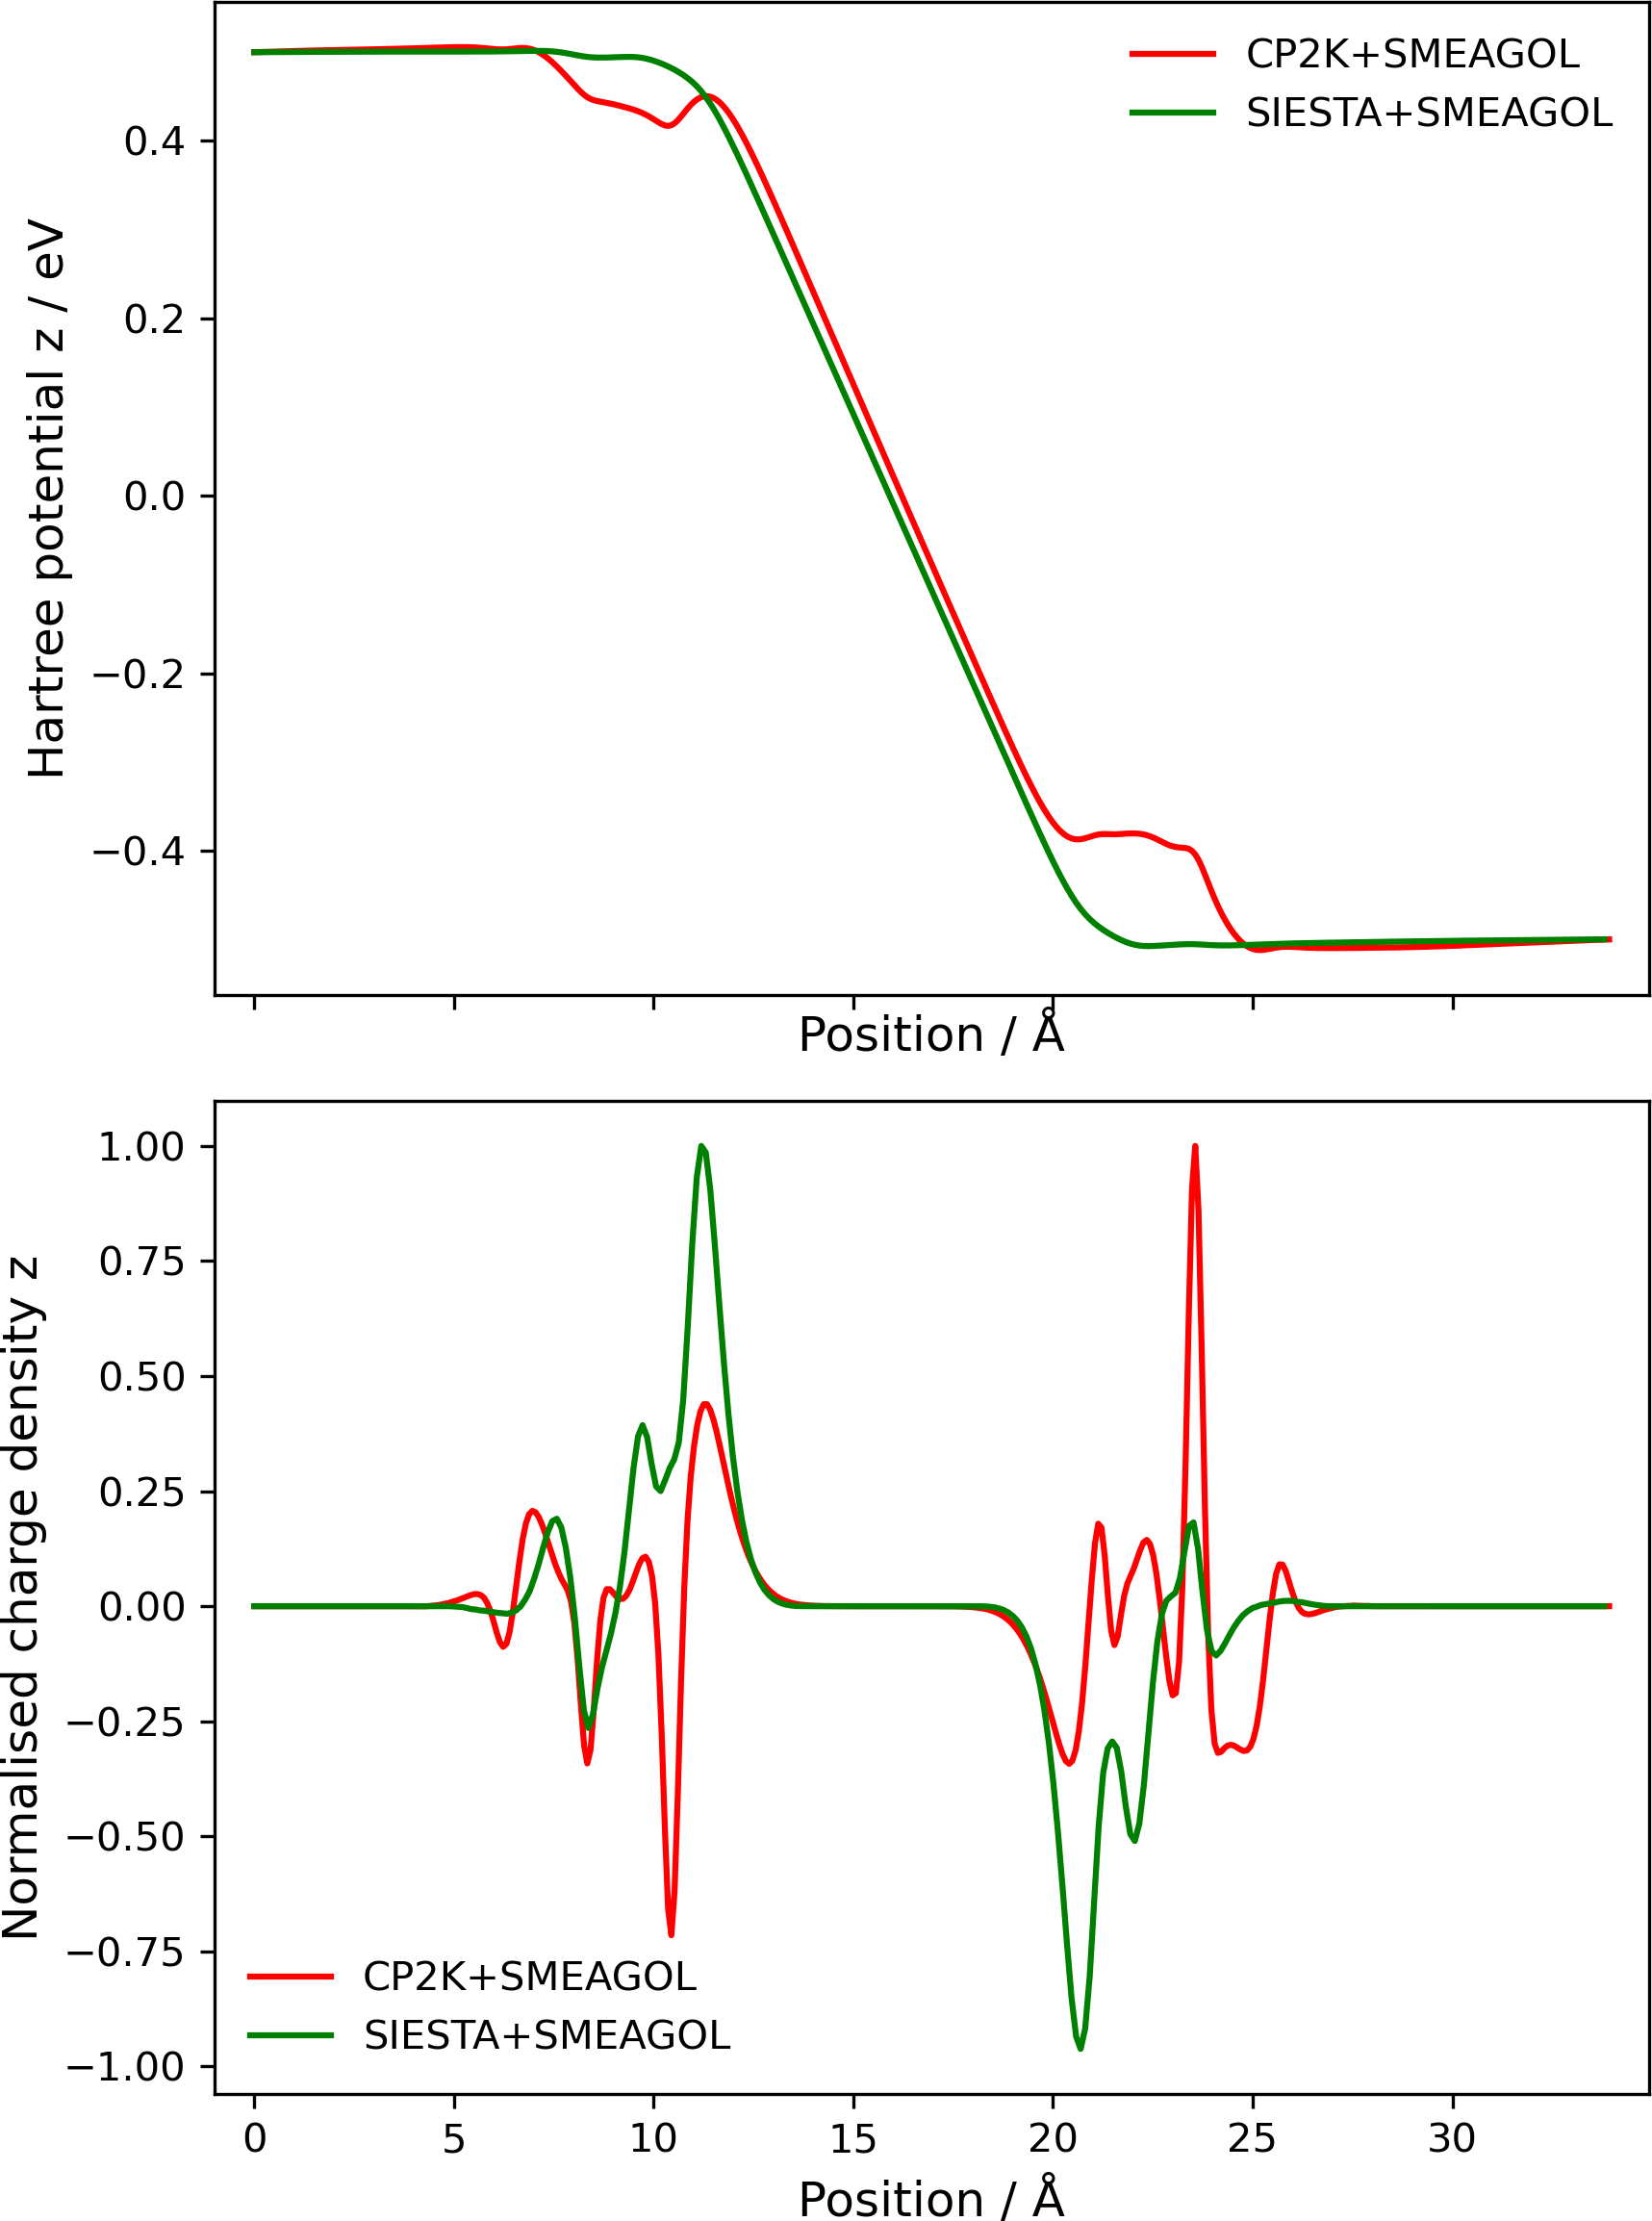 CP2K+SMEAGOL
SIESTA+SMEAGOL
Hartree potential z / eV
0.4
0.2
0.0
−0.2
−0.4
Position / Å
Normalised charge density z
1.00
0.75
0.50
0.25
0.00
−0.25
−0.50
−0.75
−1.00
CP2K+SMEAGOL
SIESTA+SMEAGOL
0 5 10 15 20 25 30
Position / Å